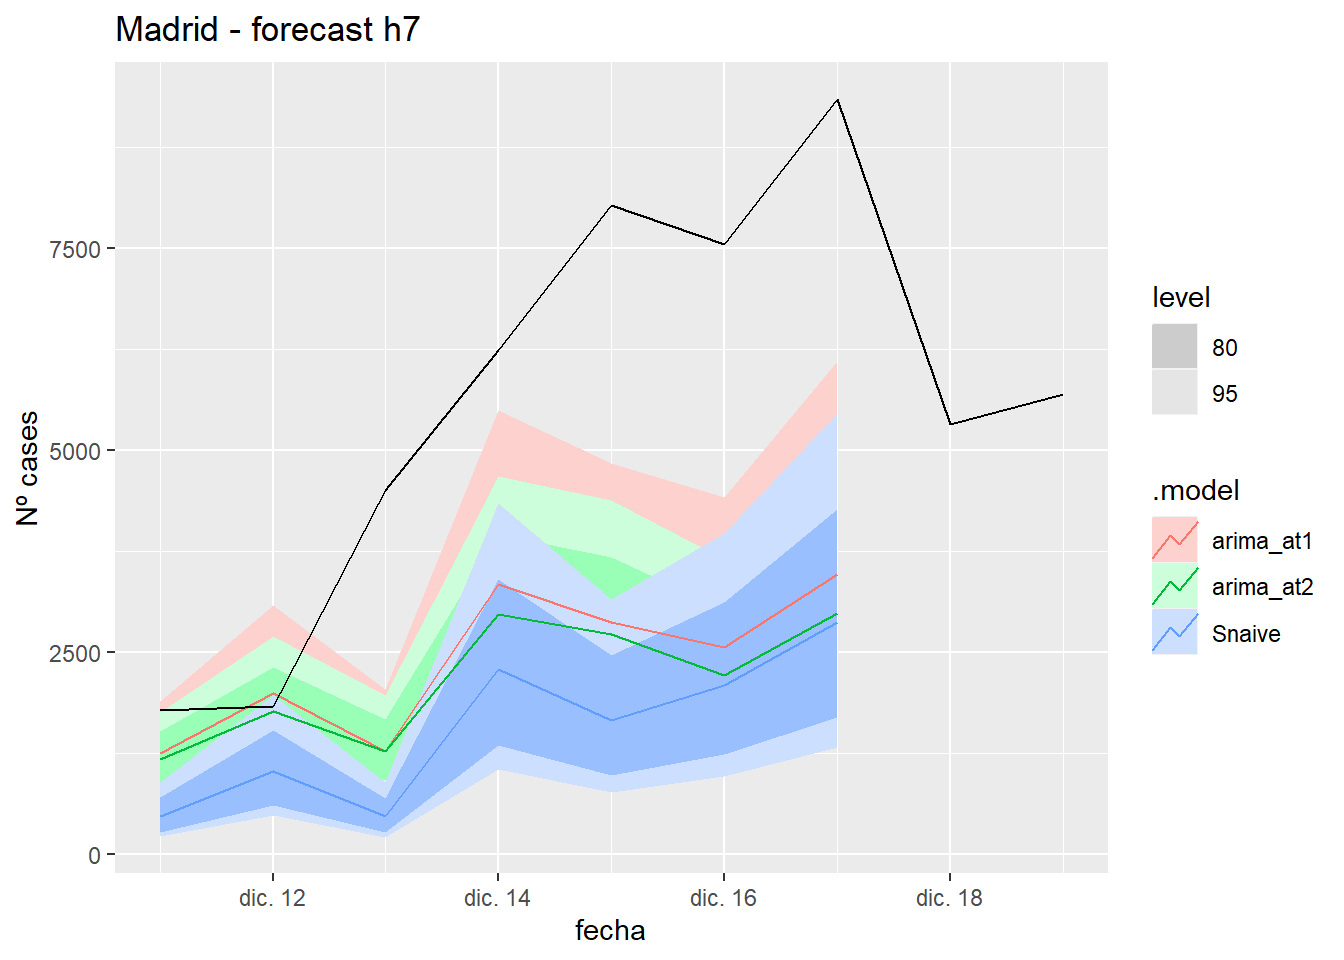 Madrid - forecast h7
Nº cases
7500
5000
2500
0
dic. 12
dic. 14
dic. 16
dic. 18
fecha
level
80
95
.model
arima_at1
arima_at2
Snaive